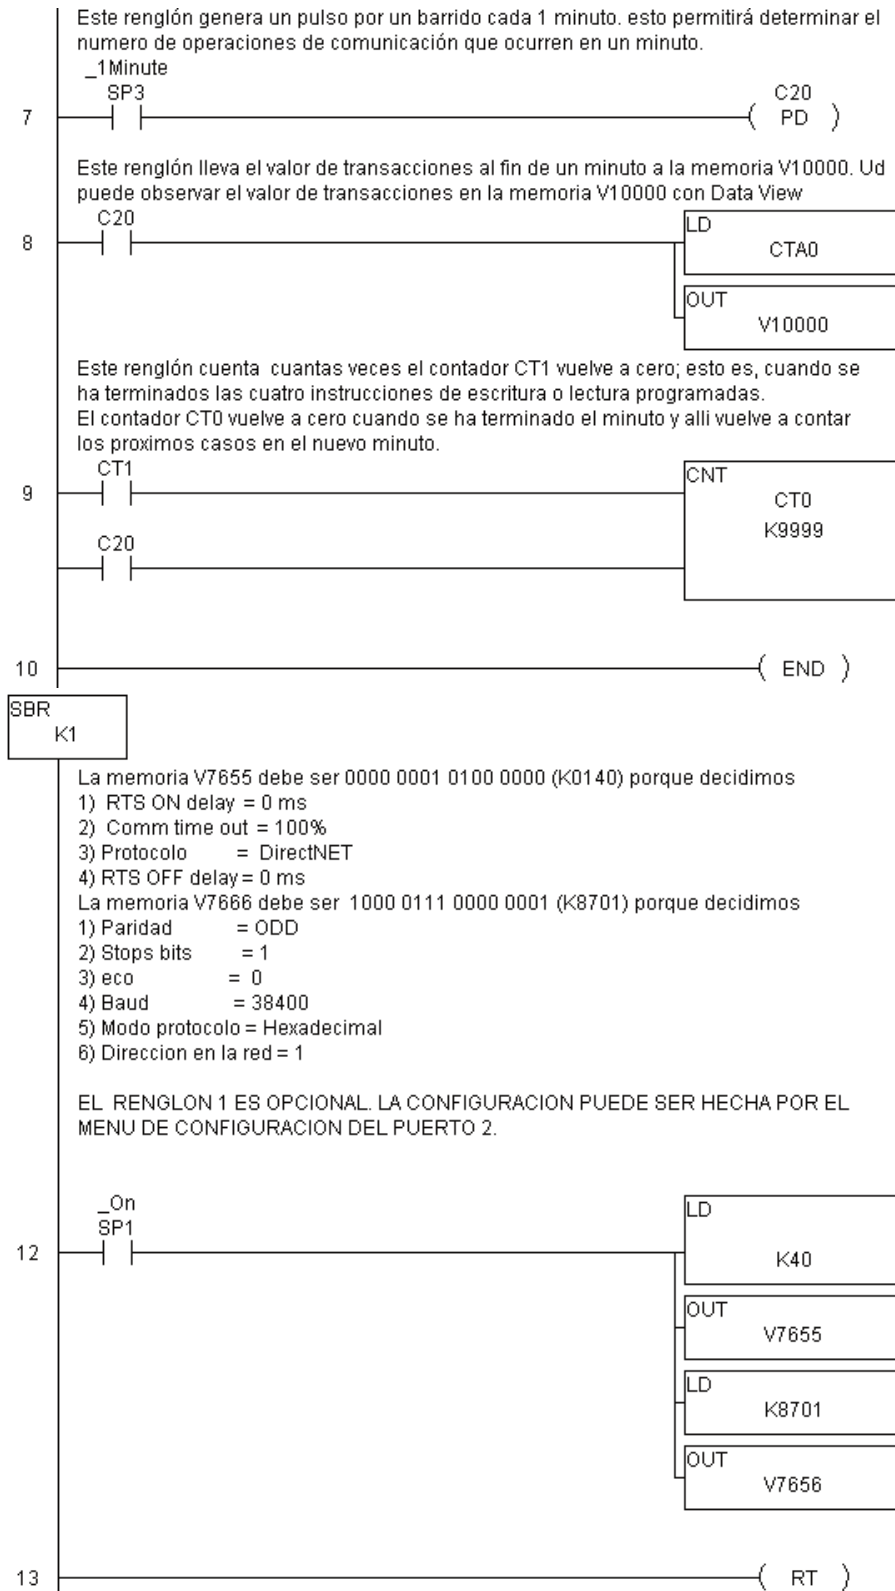 Este renglón genera un pulso por un barrido cada 1 minuto. esto permitirá determinar el
numero de operaciones de comunicación que ocurren en un minuto.
_1Minute
SP3
C20
7
( PD )
Este renglón lleva el valor de transacciones al fin de un minuto a la memoria V10000. Ud
puede observar el valor de transacciones en la memoria V10000 con Data View
C20
8
LD
CTA0
OUT
V10000
Este renglón cuenta cuantas veces el contador CT1 vuelve a cero; esto es, cuando se
ha terminados las cuatro instrucciones de escritura o lectura programadas.
El contador CT0 vuelve a cero cuando se ha terminado el minuto y alli vuelve a contar
los proximos casos en el nuevo minuto.
CT1
9
CNT
CT0
K9999
C20
10
( END )
SBR
K1
La memoria V7655 debe ser 0000 0001 0100 0000 (K0140) porque decidimos
1) RTS ON delay = 0 ms
2) Comm time out = 100%
3) Protocolo = DirectNET
4) RTS OFF delay = 0 ms
La memoria V7666 debe ser 1000 0111 0000 0001 (K8701) porque decidimos
1) Paridad = ODD
2) Stops bits = 1
3) eco = 0
4) Baud = 38400
5) Modo protocolo = Hexadecimal
6) Direccion en la red = 1
EL RENGLON 1 ES OPCIONAL. LA CONFIGURACION PUEDE SER HECHA POR EL
MENU DE CONFIGURACION DEL PUERTO 2.
_On
SP1
12
LD
K40
OUT
V7655
LD
K8701
OUT
V7656
13
( RT )